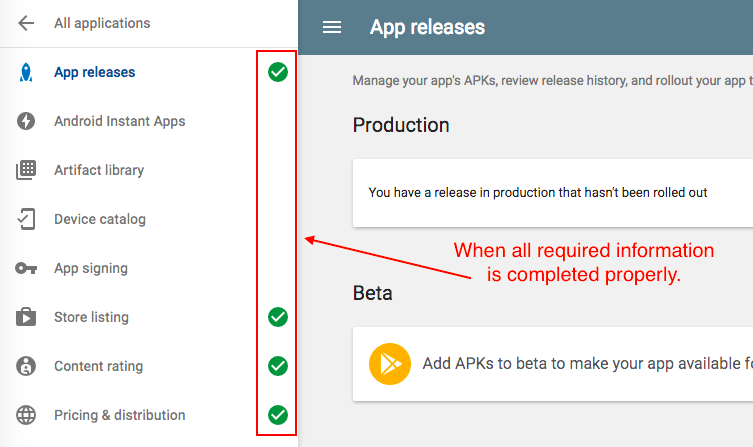 All applications
App releases
Android Instant Apps
Artifact library
Device catalog
App signing
Store listing
Content rating
Pricing & distribution
App releases
Manage your app's APKs, review release history, and rollout your app t
Production
You have a release in production that hasn't been rolled out
When all required information
is completed properly.
Beta
Add APKs to beta to make your app available fo